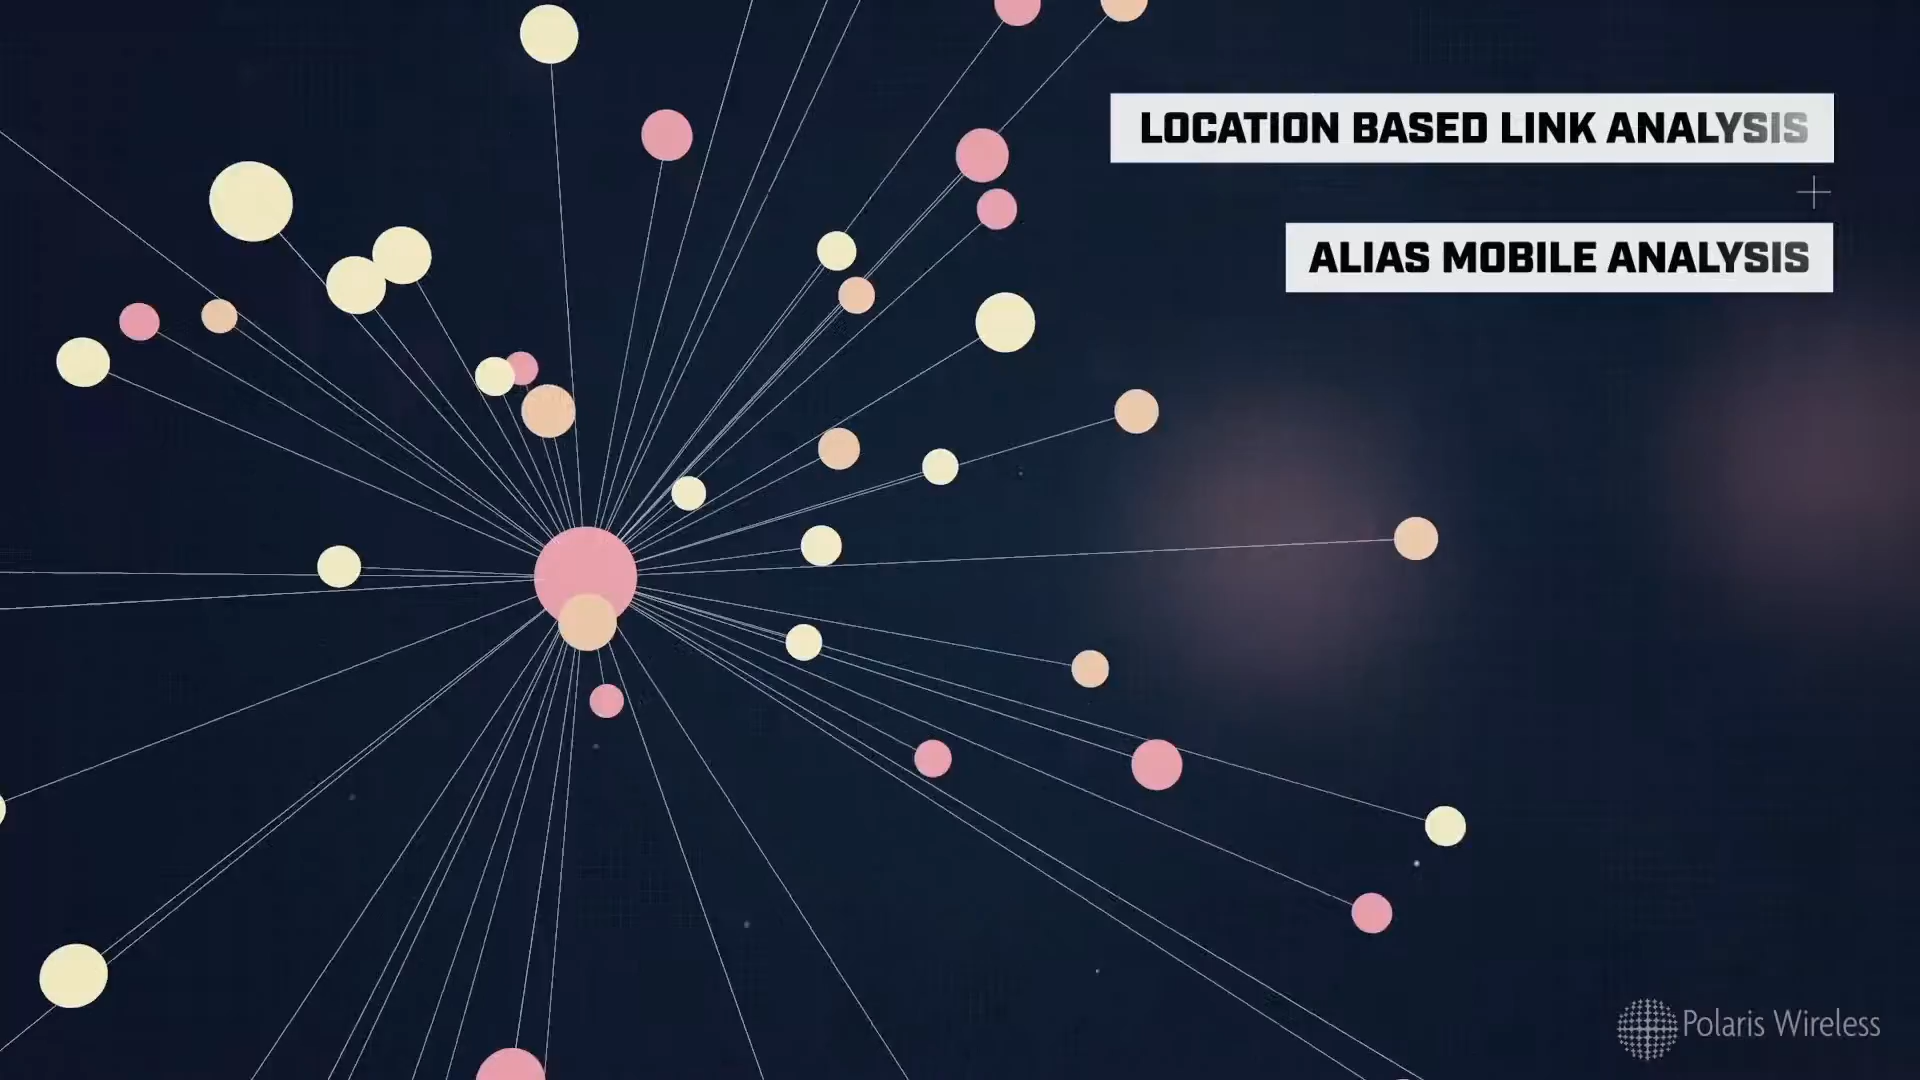 LOCATION BASED LINK ANALYSIS
ALIAS MOBILE ANALYSIS
Polaris Wireless